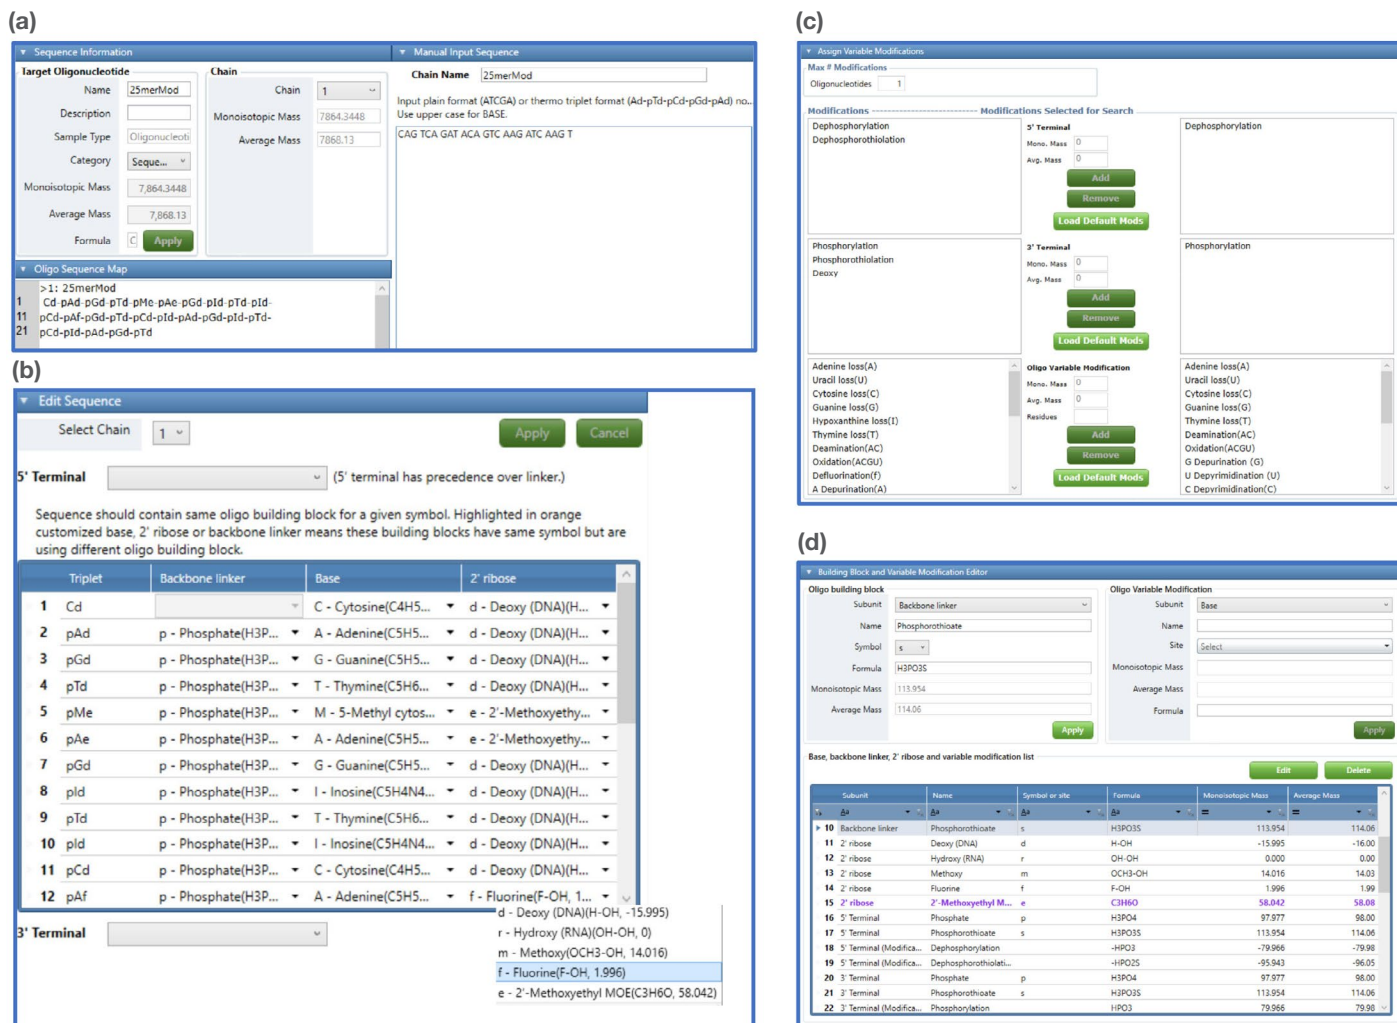 (a)
Sequence Information
Target Oligonucleotide
Name 25merMod
Description
Sample Type Oligonucleoti
Category Seque...
Monoisotopic Mass 7,864.3448
Average Mass 7,868.13
Formula C Apply
Chain
Chain 1
Monoisotopic Mass 7864.3448
Average Mass 7868.13
Oligo Sequence Map
>1: 25merMod
1 Cd-pAd-pGd-pTd-pMe-pAe-pGd-pId-pTd-pId-
11 pCd-pAf-pGd-pTd-pCd-pId-pAd-pGd-pId-pTd-
21 pCd-pId-pAd-pGd-pTd
Manual Input Sequence
Chain Name 25merMod
Input plain format (ATCGA) or thermo triplet format (Ad-pTd-pCd-pGd-pAd) no...
Use upper case for BASE.
CAG TCA GAT ACA GTC AAG ATC AAG T
(b)
Edit Sequence
Select Chain 1 Apply Cancel
5' Terminal (5' terminal has precedence over linker.)
Sequence should contain same oligo building block for a given symbol. Highlighted in orange
customized base, 2' ribose or backbone linker means these building blocks have same symbol but are
using different oligo building block.
Triplet Backbone linker Base 2' ribose
1 Cd C - Cytosine(C4H5... d - Deoxy (DNA)(H...
2 pAd p - Phosphate(H3P... A - Adenine(C5H5... d - Deoxy (DNA)(H...
3 pGd p - Phosphate(H3P... G - Guanine(C5H5... d - Deoxy (DNA)(H...
4 pTd p - Phosphate(H3P... T - Thymine(C5H6... d - Deoxy (DNA)(H...
5 pMe p - Phosphate(H3P... M - 5-Methyl cytos... e - 2'-Methoxyethy...
6 pAe p - Phosphate(H3P... A - Adenine(C5H5... e - 2'-Methoxyethy...
7 pGd p - Phosphate(H3P... G - Guanine(C5H5... d - Deoxy (DNA)(H...
8 pId p - Phosphate(H3P... I - Inosine(C5H4N4... d - Deoxy (DNA)(H...
9 pTd p - Phosphate(H3P... T - Thymine(C5H6... d - Deoxy (DNA)(H...
10 pId p - Phosphate(H3P... I - Inosine(C5H4N4... d - Deoxy (DNA)(H...
11 pCd p - Phosphate(H3P... C - Cytosine(C4H5... d - Deoxy (DNA)(H...
12 pAf p - Phosphate(H3P... A - Adenine(C5H5... f - Fluorine(F-OH, 1...
3' Terminal
d - Deoxy (DNA)(H-OH, -15.995)
r - Hydroxy (RNA)(OH-OH, 0)
m - Methoxy(OCH3-OH, 14.016)
f - Fluorine(F-OH, 1.996)
e - 2'-Methoxyethyl MOE(C3H6O, 58.042)
(c)
Assign Variable Modifications
Max # Modifications
Oligonucleotides 1
Modifications Modifications Selected for Search
Dephosphorylation
Dephosphorothiolation
5' Terminal
Mono. Mass 0
Avg. Mass 0
Add
Remove
Load Default Mods
Dephosphorylation
Phosphorylation
Phosphorothiolation
Deoxy
3' Terminal
Mono. Mass 0
Avg. Mass 0
Add
Remove
Load Default Mods
Phosphorylation
Adenine loss(A)
Uracil loss(U)
Cytosine loss(C)
Guanine loss(G)
Hypoxanthine loss(I)
Thymine loss(T)
Deamination(AC)
Oxidation(ACGU)
Defluorination(f)
A Depurination(A)
Oligo Variable Modification
Mono. Mass 0
Avg. Mass 0
Residues
Add
Remove
Load Default Mods
Adenine loss(A)
Uracil loss(U)
Cytosine loss(C)
Guanine loss(G)
Thymine loss(T)
Deamination(AC)
Oxidation(ACGU)
G Depurination (G)
U Depyrimidination (U)
C Depyrimidination(C)
(d)
Building Block and Variable Modification Editor
Oligo building block
Subunit Backbone linker
Name Phosphorothioate
Symbol s
Formula H3PO3S
Monoisotopic Mass 113.954
Average Mass 114.06
Apply
Oligo Variable Modification
Subunit Base
Name
Site Select
Monoisotopic Mass
Average Mass
Formula
Apply
Base, backbone linker, 2' ribose and variable modification list
Edit Delete
Subunit Name Symbol or site Formula Monoisotopic Mass Average Mass
Aa Aa Aa Aa = =
10 Backbone linker Phosphorothioate s H3PO3S 113.954 114.06
11 2' ribose Deoxy (DNA) d H-OH -15.995 -16.00
12 2' ribose Hydroxy (RNA) r OH-OH 0.000 0.00
13 2' ribose Methoxy m OCH3-OH 14.016 14.03
14 2' ribose Fluorine f F-OH 1.996 1.99
15 2' ribose 2'-Methoxyethyl M... e C3H6O 58.042 58.08
16 5' Terminal Phosphate p H3PO4 97.977 98.00
17 5' Terminal Phosphorothioate s H3PO3S 113.954 114.06
18 5' Terminal (Modifica... Dephosphorylation -HPO3 -79.966 -79.98
19 5' Terminal (Modifica... Dephosphorothiolati... -HPO2S -95.943 -96.05
20 3' Terminal Phosphate p H3PO4 97.977 98.00
21 3' Terminal Phosphorothioate s H3PO3S 113.954 114.06
22 3' Terminal (Modifica... Phosphorylation HPO3 79.966 79.98